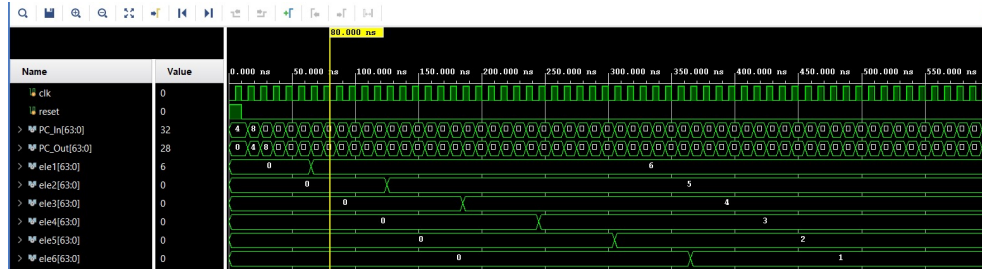 80.000 ns
Name Value 0.000 ns 50.000 ns 100.000 ns 150.000 ns 200.000 ns 250.000 ns 300.000 ns 350.000 ns 400.000 ns 450.000 ns 500.000 ns 550.000 ns
clk 0
reset 0
PC_In[63:0] 32 4 8
PC_Out[63:0] 28 0 4 8
ele1[63:0] 6 0 6
ele2[63:0] 0 0 5
ele3[63:0] 0 0 4
ele4[63:0] 0 0 3
ele5[63:0] 0 0 2
ele6[63:0] 0 0 1